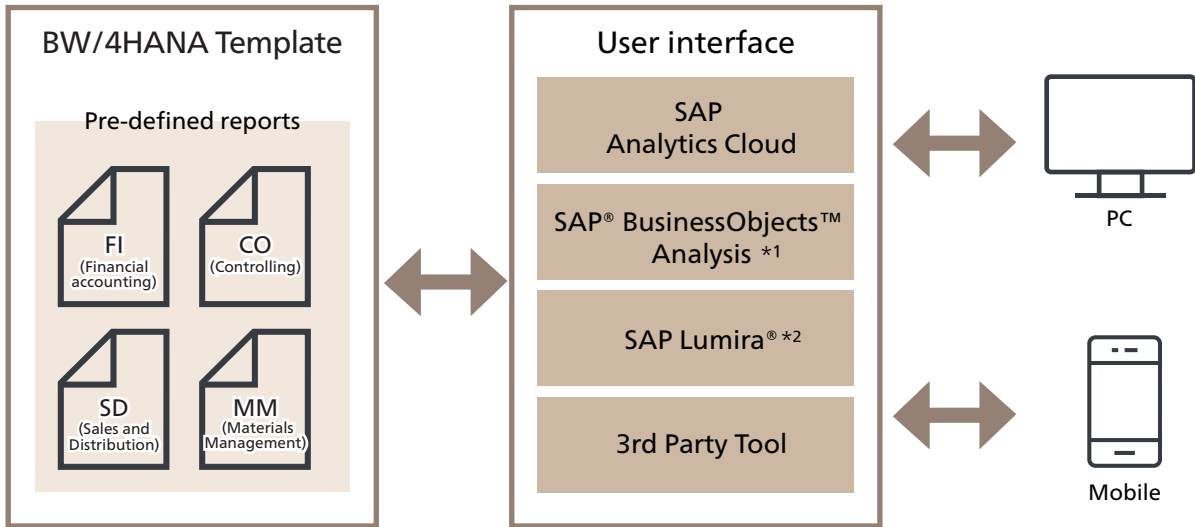 BW/4HANA Template
Pre-defined reports
FI
(Financial
accounting)
CO
(Controlling)
SD
(Sales and
Distribution)
MM
(Materials
Management)
User interface
SAP
Analytics Cloud
SAP® BusinessObjects™
Analysis *1
SAP Lumira® *2
3rd Party Tool
PC
Mobile